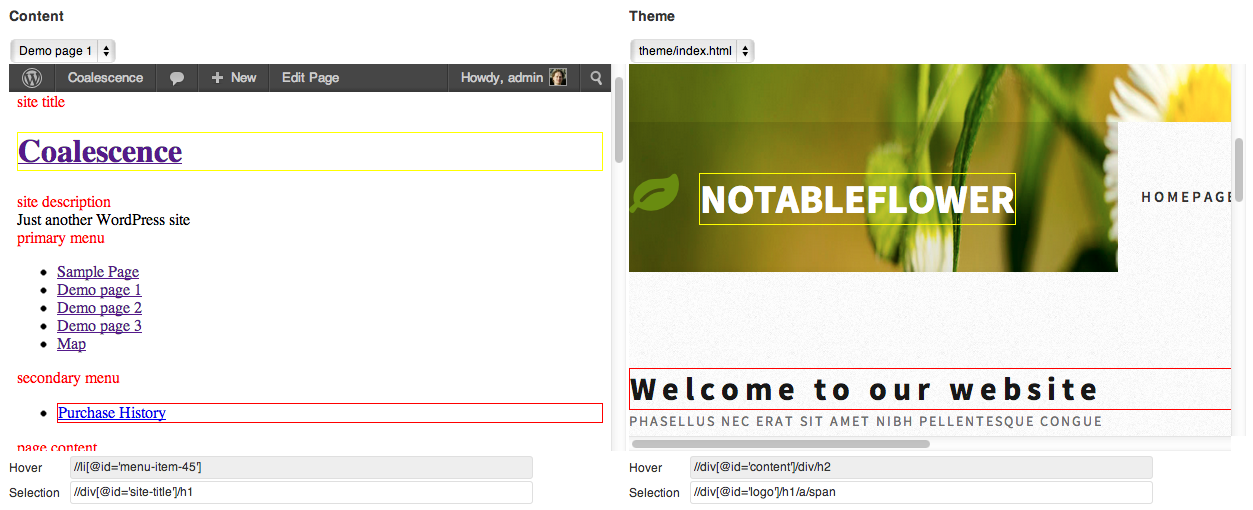 Content
Demo page 1
Coalescence
New
Edit Page
Howdy, admin
site title
Coalescence
site description
Just another WordPress site
primary menu
Sample Page
Demo page 1
Demo page 2
Demo page 3
Map
secondary menu
Purchase History
page content
Hover //li[@id='menu-item-45']
Selection //div[@id='site-title']/h1
Theme
theme/index.html
NOTABLEFLOWER
HOMEPAGE
Welcome to our website
PHASELLUS NEC ERAT SIT AMET NIBH PELLENTESQUE CONGUE
Hover //div[@id='content']/div/h2
Selection //div[@id='logo']/h1/a/span